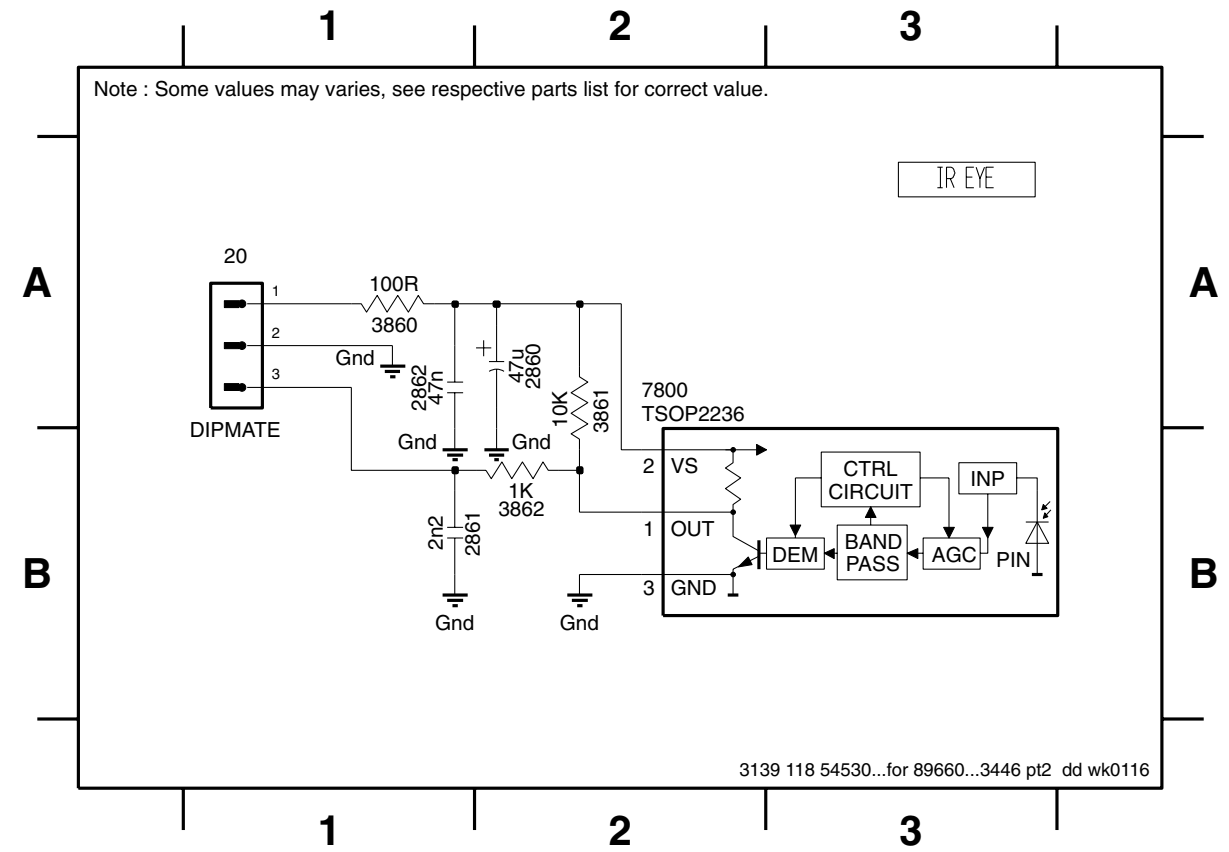 1 2 3
Note : Some values may varies, see respective parts list for correct value.
IR EYE
A A
20
1
100R
3860
2
Gnd
3
DIPMATE
2862
47n
47u
2860
10K
3861
Gnd
Gnd
7800
TSOP2236
2 VS
1 OUT
3 GND
CTRL
CIRCUIT
INP
DEM
BAND
PASS
AGC
PIN
1K
3862
2n2
2861
B B
Gnd
Gnd
3139 118 54530...for 89660...3446 pt2 dd wk0116
1 2 3